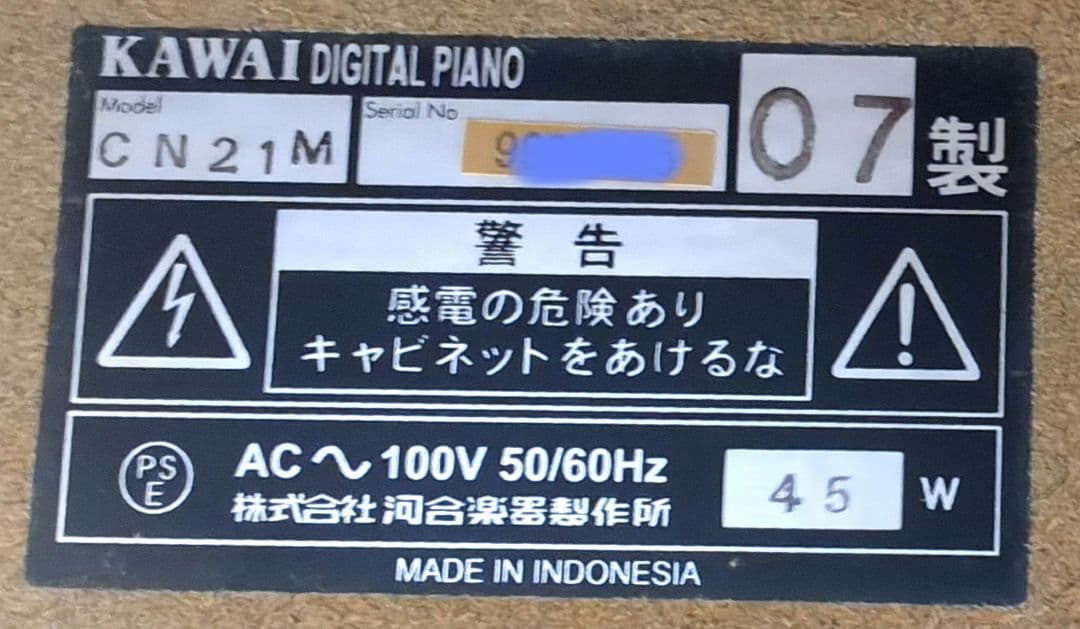 KAWAI DIGITAL PIANO
Model
CN21M
Serial No
07製
警告
感電の危険あり
キャビネットをあけるな
PS
E
AC〜100V 50/60Hz
株式会社河合楽器製作所
45 W
MADE IN INDONESIA